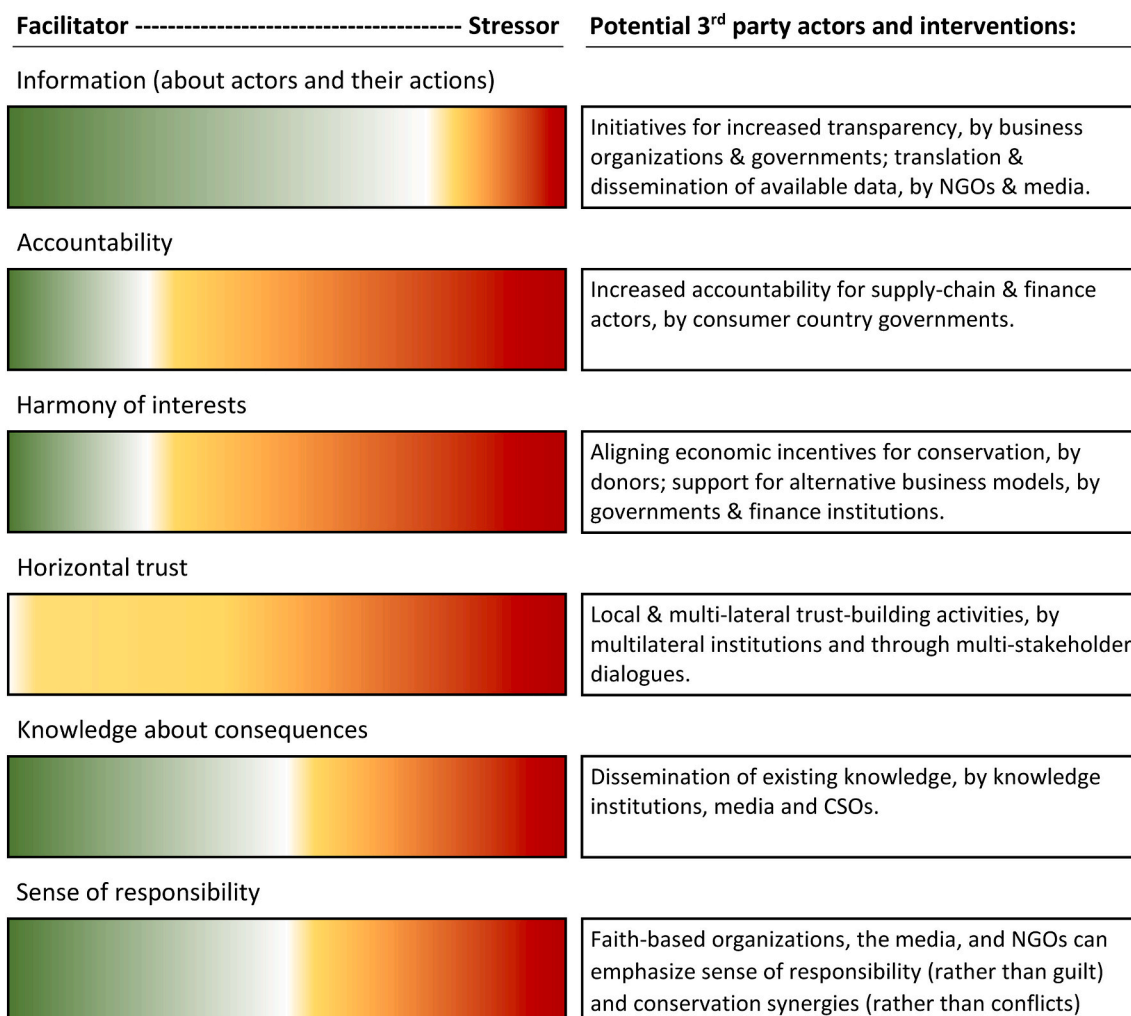 Facilitator ------------------------------------- Stressor
Potential 3rd party actors and interventions:
Information (about actors and their actions)
Initiatives for increased transparency, by business
organizations & governments; translation &
dissemination of available data, by NGOs & media.
Accountability
Increased accountability for supply-chain & finance
actors, by consumer country governments.
Harmony of interests
Aligning economic incentives for conservation, by
donors; support for alternative business models, by
governments & finance institutions.
Horizontal trust
Local & multi-lateral trust-building activities, by
multilateral institutions and through multi-stakeholder
dialogues.
Knowledge about consequences
Dissemination of existing knowledge, by knowledge
institutions, media and CSOs.
Sense of responsibility
Faith-based organizations, the media, and NGOs can
emphasize sense of responsibility (rather than guilt)
and conservation synergies (rather than conflicts)